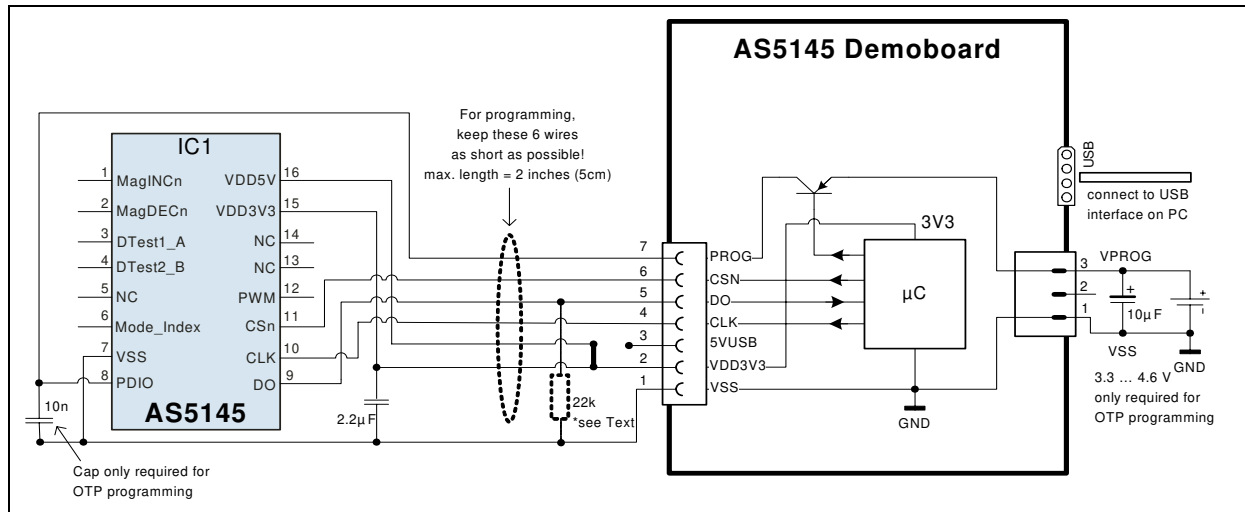 AS5145 Demoboard
For programming,
keep these 6 wires
as short as possible!
max. length = 2 inches (5cm)
IC1
1 MagINCn
2 MagDECn
3 DTest1_A
4 DTest2_B
5 NC
6 Mode_Index
7 VSS
8 PDIO
VDD5V 16
VDD3V3 15
NC 14
NC 13
PWM 12
CSn 11
CLK 10
DO 9
AS5145
10n
Cap only required for
OTP programming
2.2µF
22k
*see Text
7 PROG
6 CSN
5 DO
4 CLK
3 5VUSB
2 VDD3V3
1 VSS
3V3
µC
GND
USB
connect to USB
interface on PC
3 VPROG
2
1
+
10µF
+
–
VSS
GND
3.3 ... 4.6 V
only required for
OTP programming